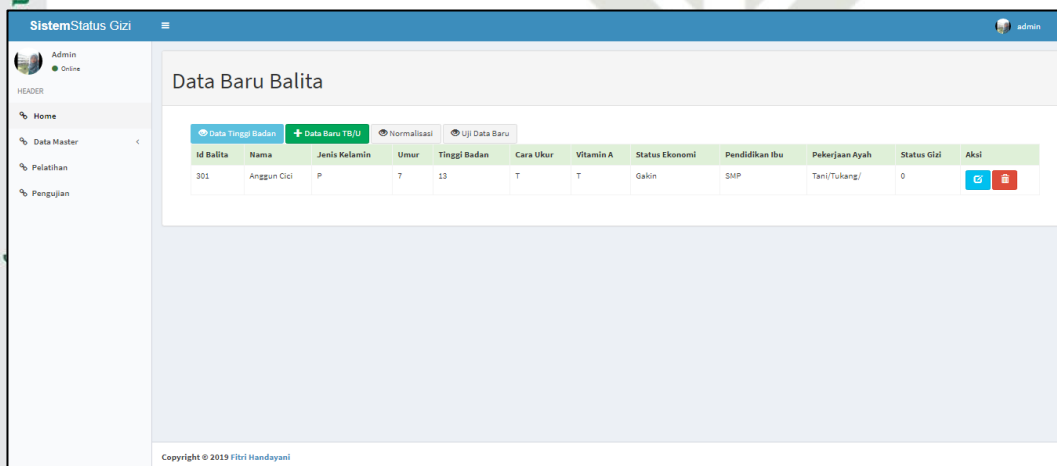 SistemStatus Gizi
admin
Admin
Online
HEADER
Home
Data Master
Pelatihan
Pengujian
Data Baru Balita
Data Tinggi Badan + Data Baru TB/U Normalisasi Uji Data Baru
Id Balita Nama Jenis Kelamin Umur Tinggi Badan Cara Ukur Vitamin A Status Ekonomi Pendidikan Ibu Pekerjaan Ayah Status Gizi Aksi
301 Anggun Cici P 7 13 T T Gakin SMP Tani/Tukang/ 0
Copyright © 2019 Fitri Handayani